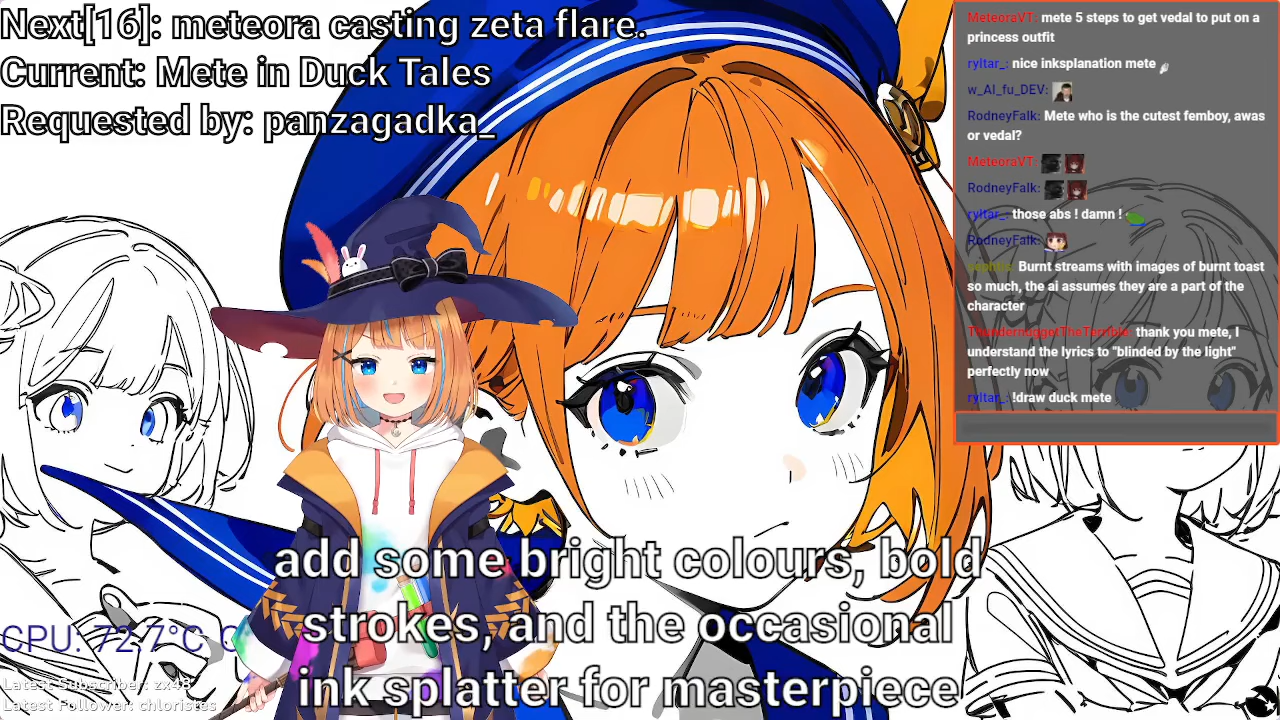 Next[16]: meteora casting zeta flare.
Current: Mete in Duck Tales
Requested by: panzagadka_
MeteoraVT: mete 5 steps to get vedal to put on a
princess outfit
ryltar_: nice inksplanation mete
w_AI_fu_DEV:
RodneyFalk: Mete who is the cutest femboy, awas
or vedal?
MeteoraVT:
RodneyFalk:
ryltar_: those abs ! damn !
RodneyFalk:
Burnt streams with images of burnt toast
so much, the ai assumes they are a part of the
character
ThundernuggetTheTerrible: thank you mete, I
understand the lyrics to "blinded by the light"
perfectly now
ryltar_: !draw duck mete
add some bright colours, bold
strokes, and the occasional
ink splatter for masterpiece
CPU: 72.7°C
Latest Subscriber: zx48
Latest Follower: chloristes